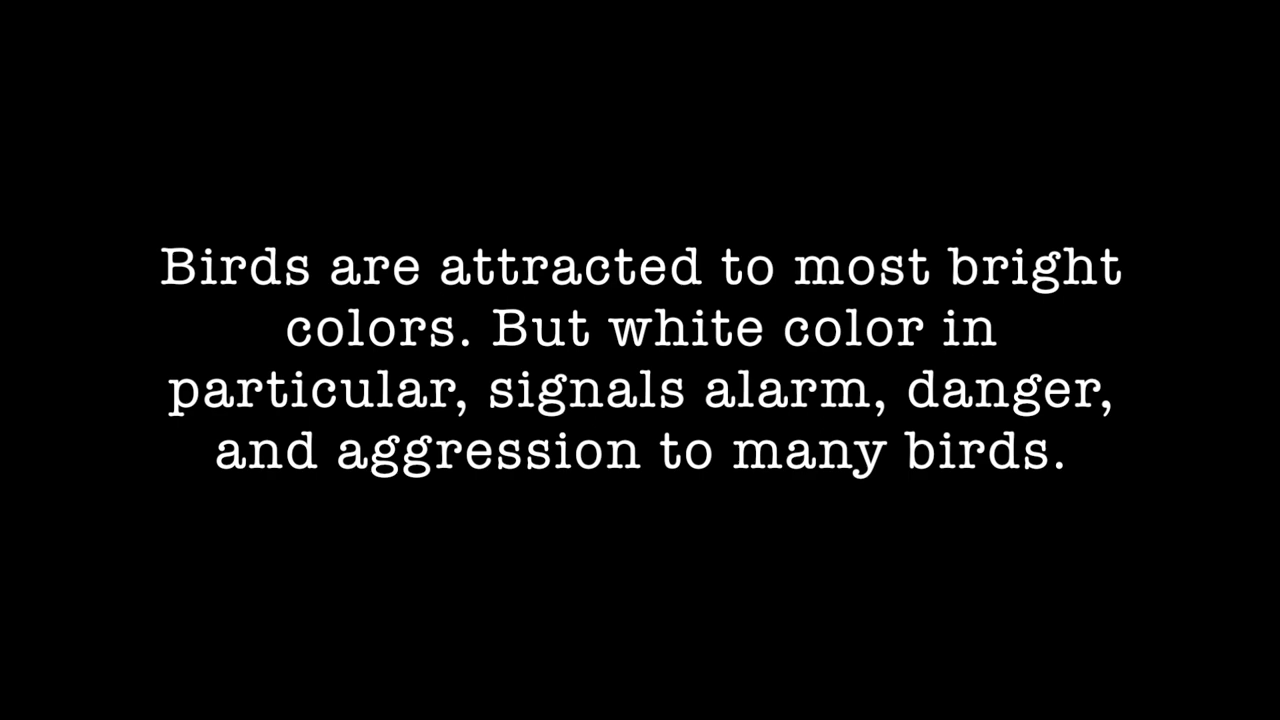 Birds are attracted to most bright
colors. But white color in
particular, signals alarm, danger,
and aggression to many birds.